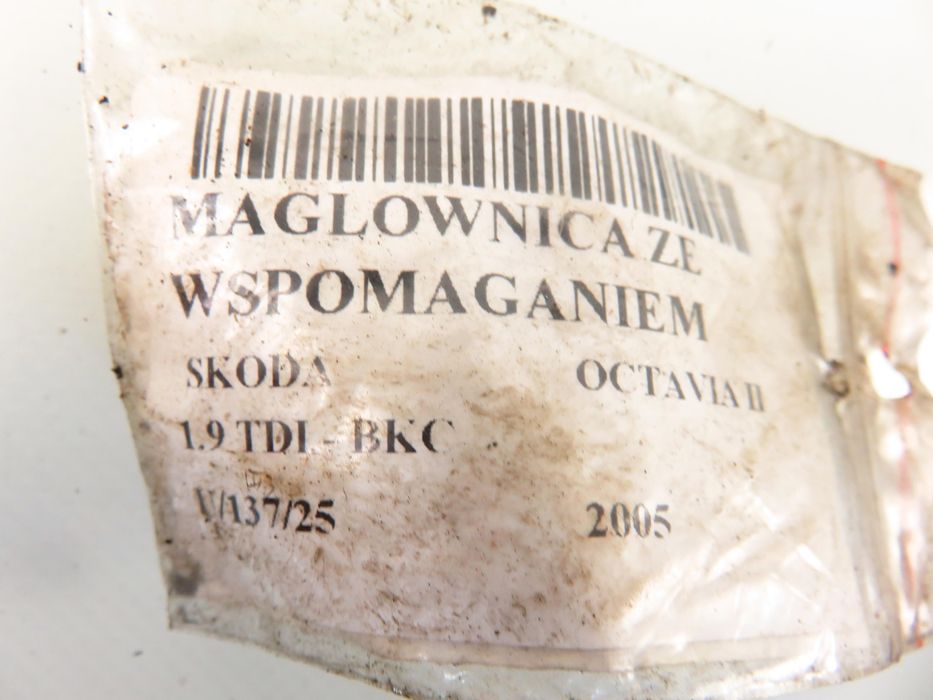 MAGLOWNICA ZE
WSPOMAGANIEM
SKODA OCTAVIA II
1.9 TDI - BKC
V/137/25 2005